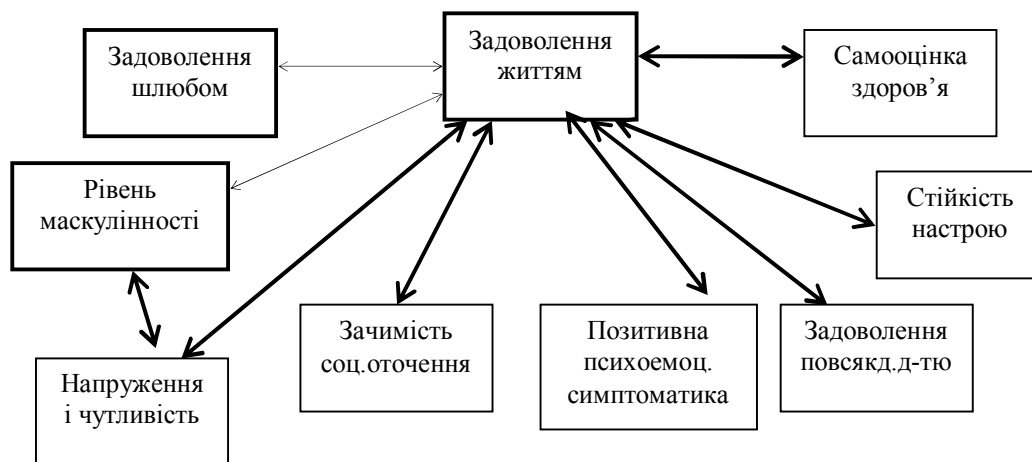 Задоволення
шлюбом
Задоволення
життям
Самооцінка
здоров’я
Рівень
маскулінності
Стійкість
настрою
Напруження
і чутливість
Зачимість
соц.оточення
Позитивна
психоемоц.
симптоматика
Задоволення
повсякд.д-тю